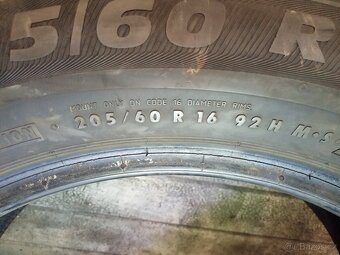 5/60 R
MOUNT ONLY ON CODE 16 DIAMETER RIMS
205/60 R 16 92 H M+S